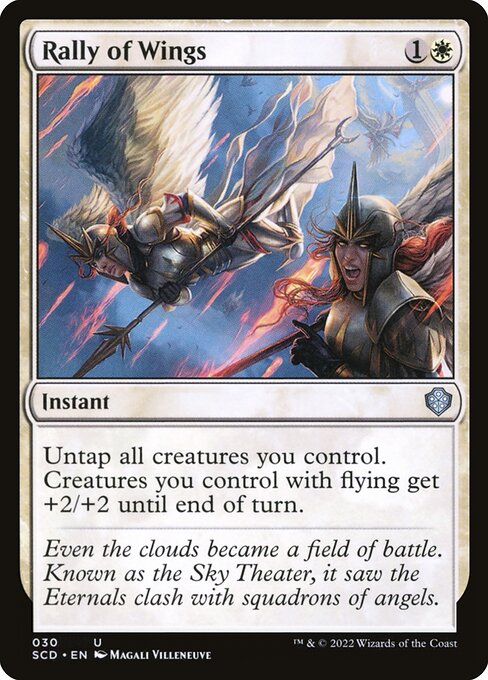 Rally of Wings 1
Instant
Untap all creatures you control.
Creatures you control with flying get
+2/+2 until end of turn.
Even the clouds became a field of battle.
Known as the Sky Theater, it saw the
Eternals clash with squadrons of angels.
030 U
SCD • EN Magali Villeneuve
™ & © 2022 Wizards of the Coast